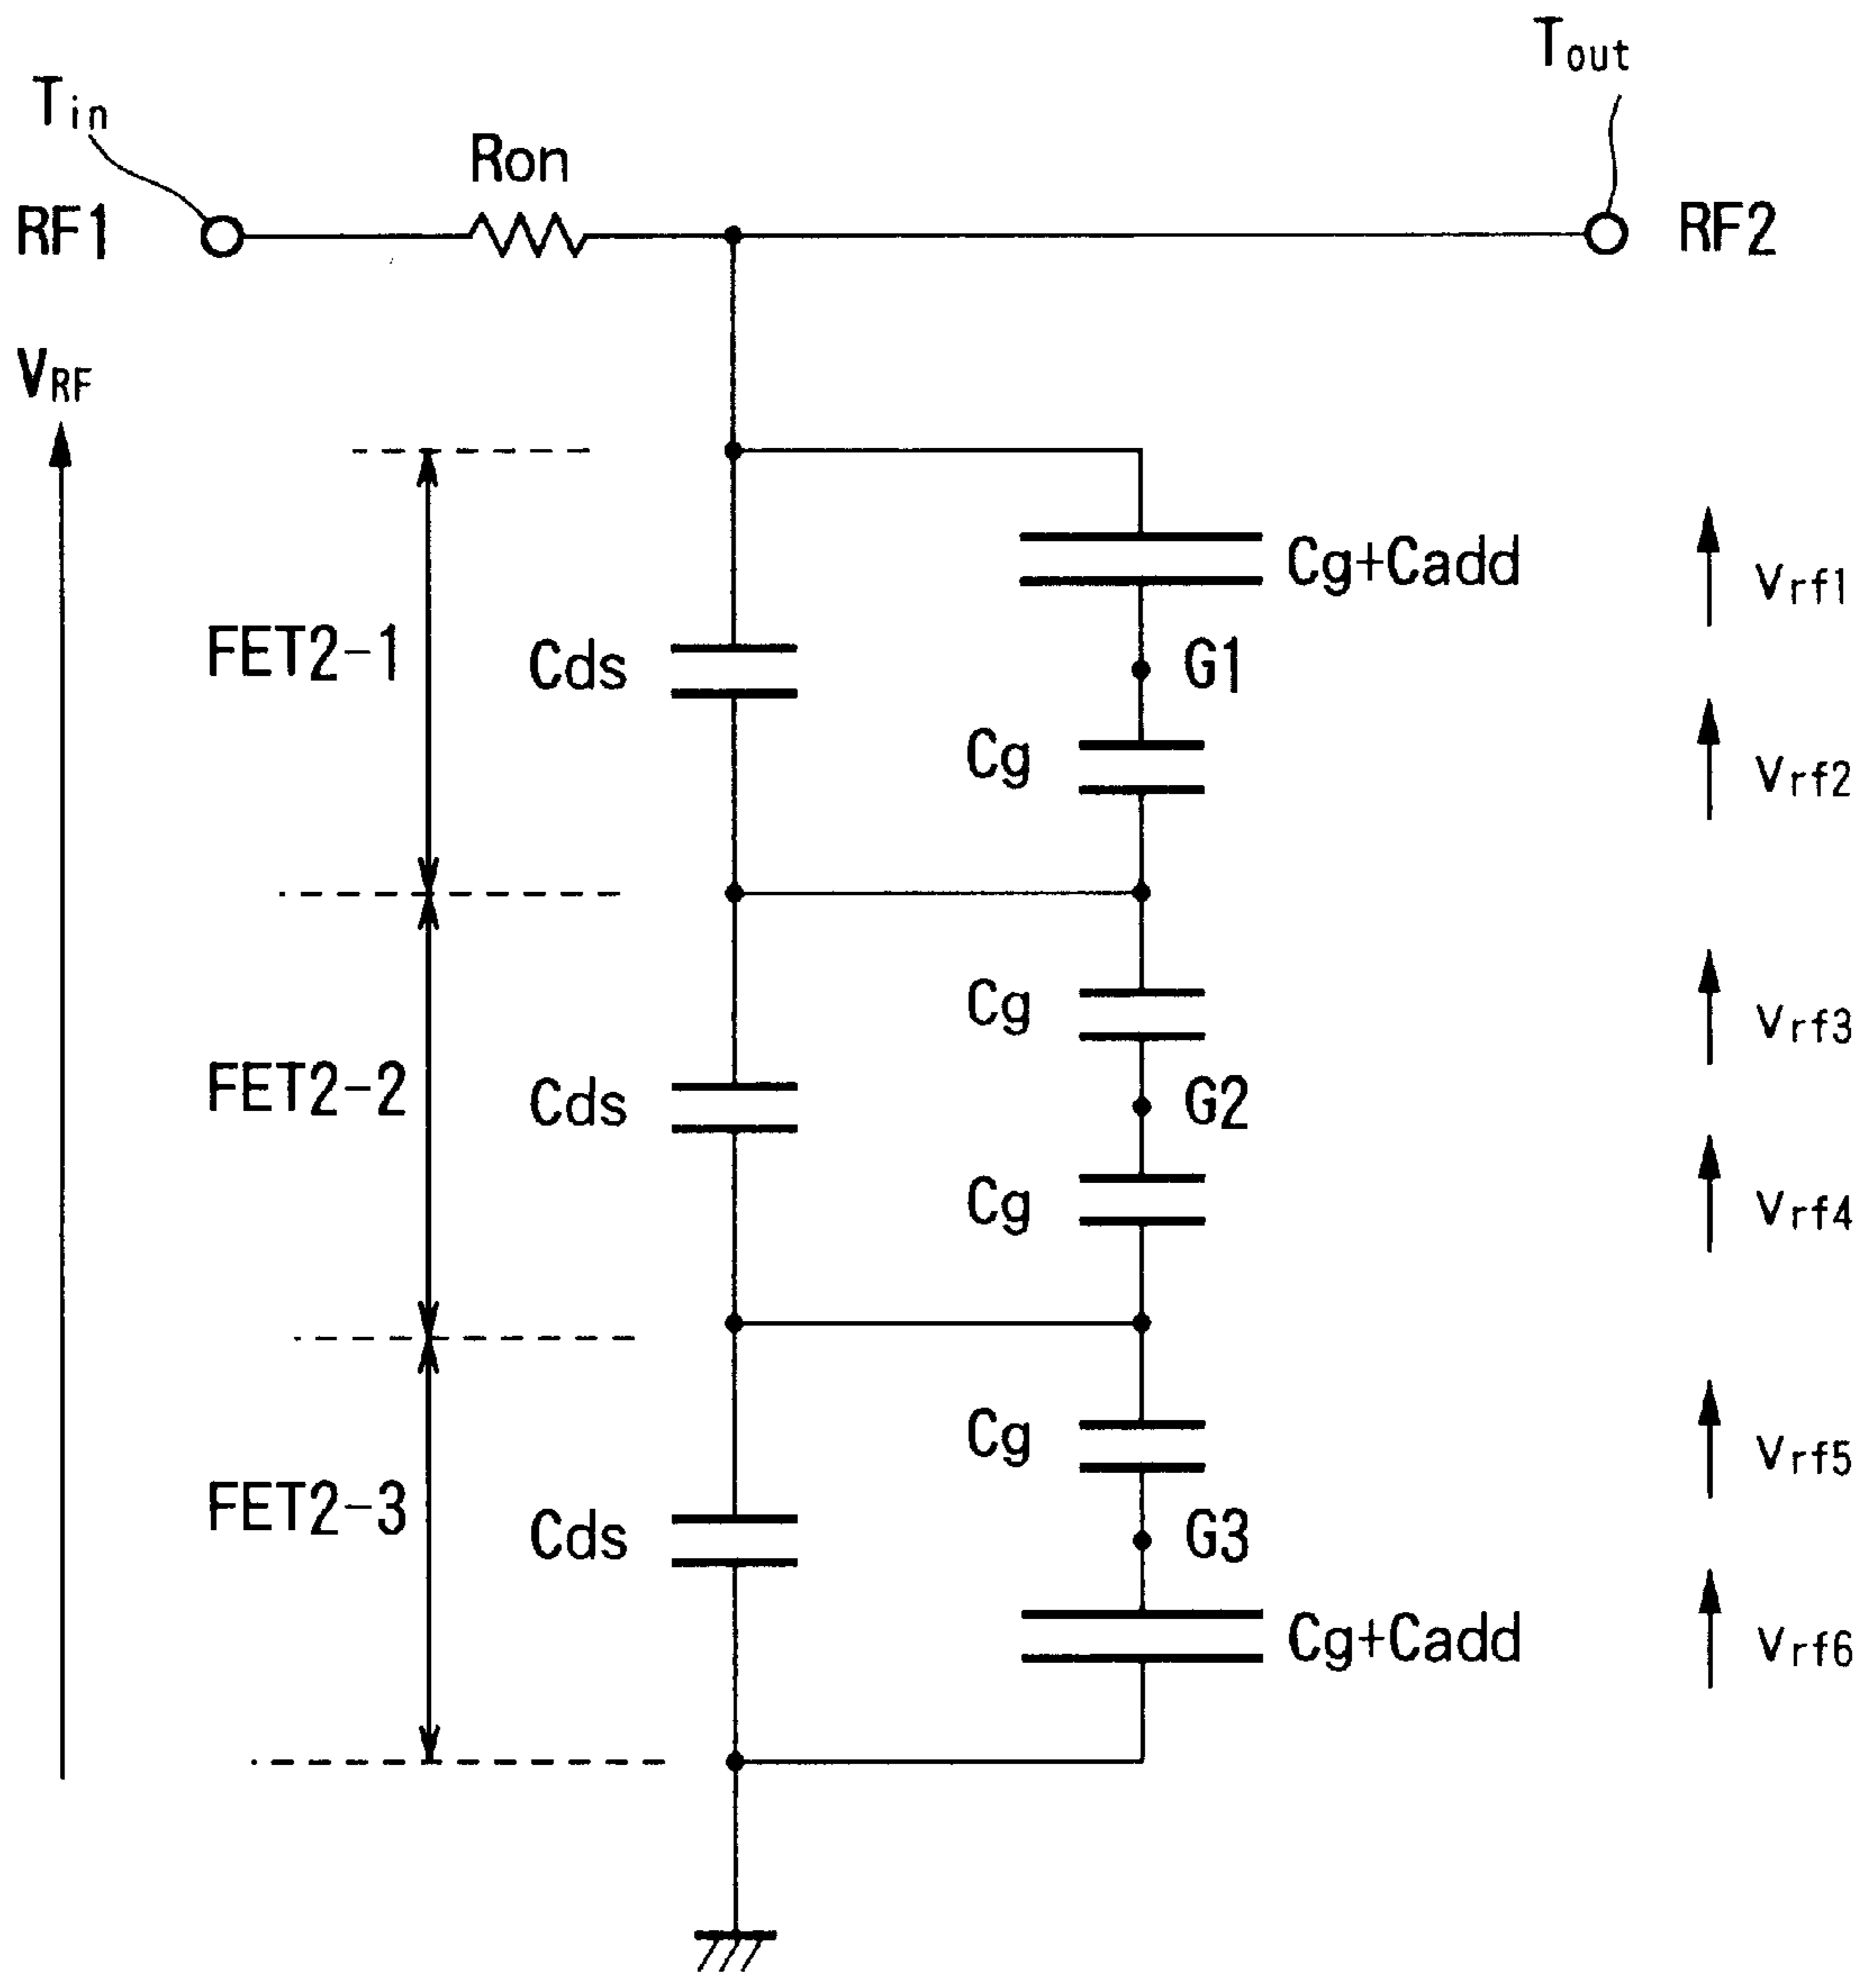 Tout
Tin
Ron
RF1
RF2
VRF
Cg+Cadd
Vrf1
FET2-1
Cds
G1
Cg
Vrf2
Cg
Vrf3
FET2-2
Cds
G2
Cg
Vrf4
Cg
Vrf5
FET2-3
Cds
G3
Cg+Cadd
Vrf6